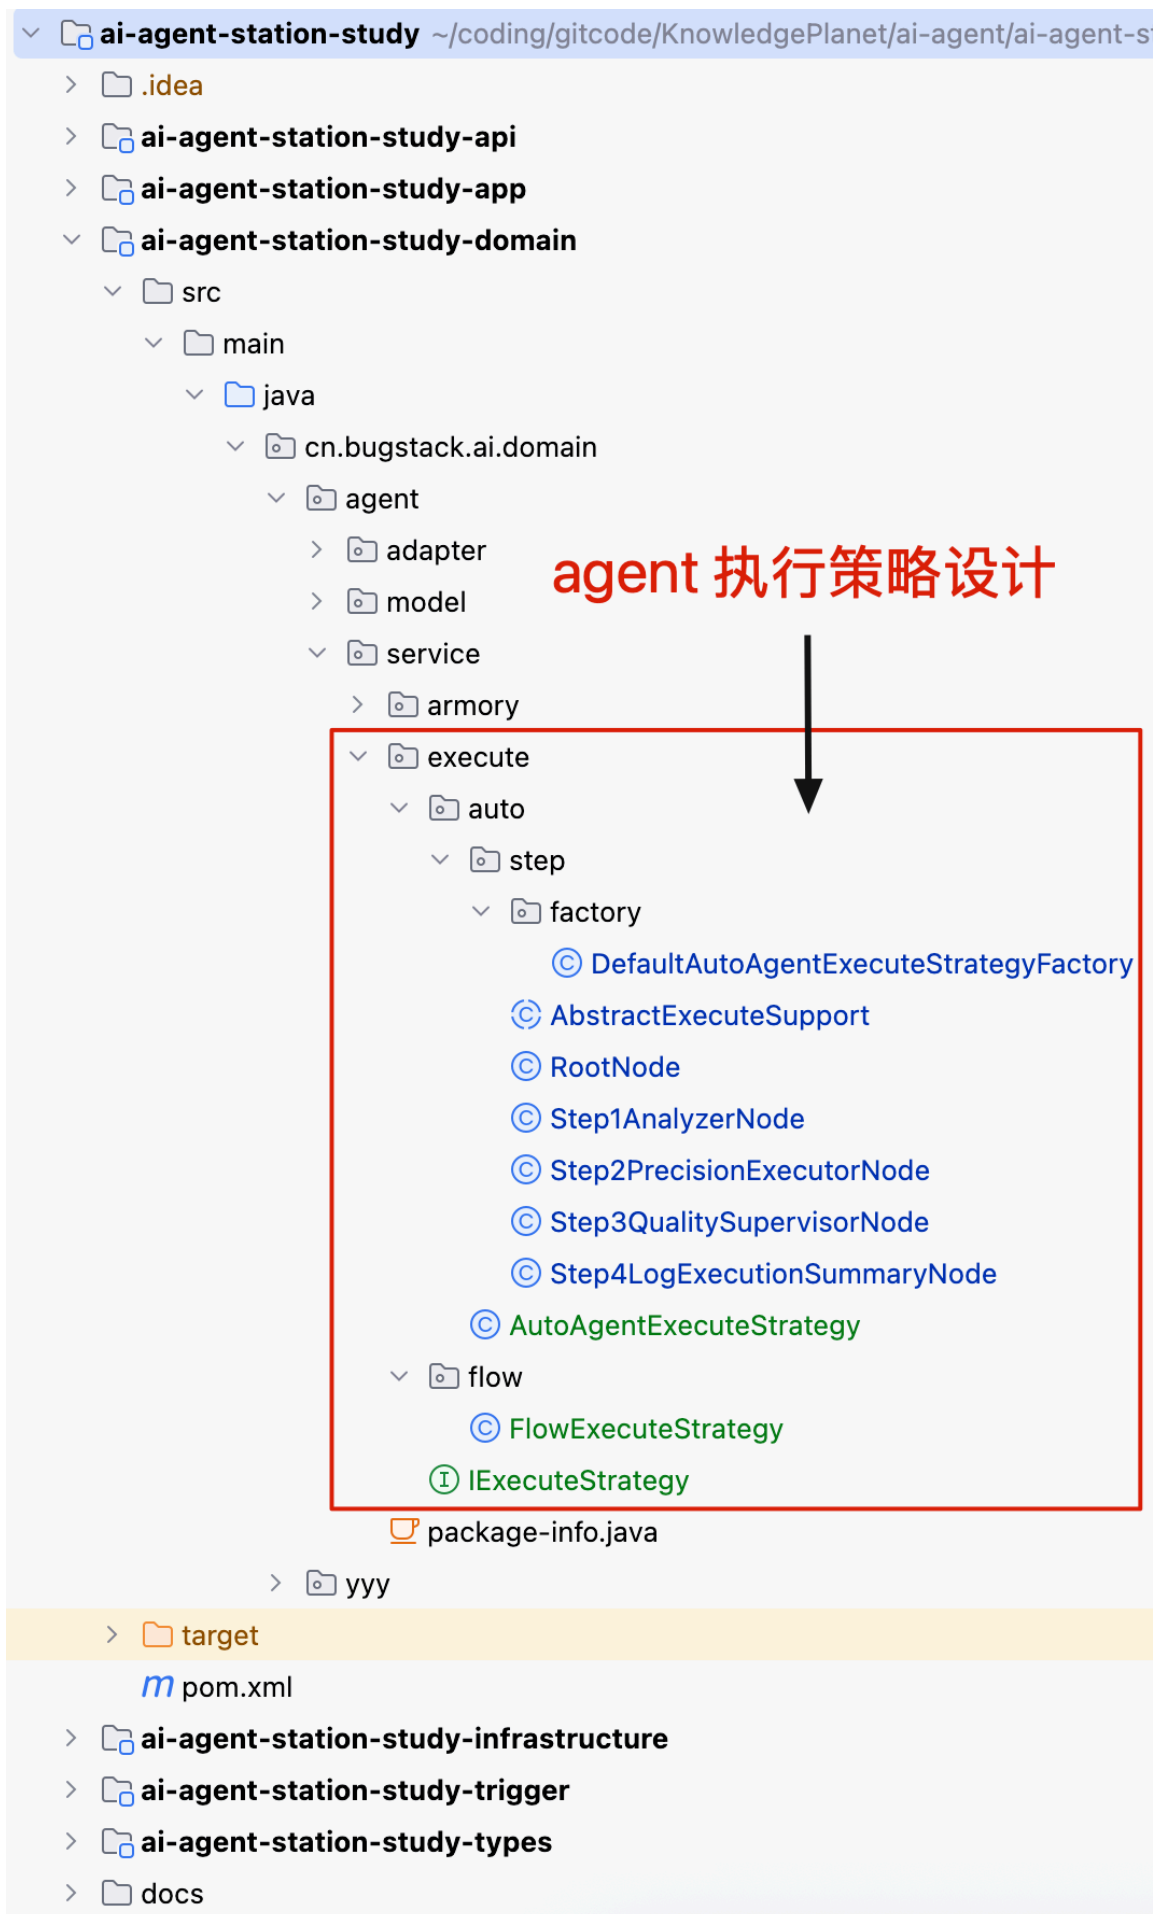 ai-agent-station-study ~/coding/gitcode/KnowledgePlanet/ai-agent/ai-agent-st
.idea
ai-agent-station-study-api
ai-agent-station-study-app
ai-agent-station-study-domain
src
main
java
cn.bugstack.ai.domain
agent
adapter
agent 执行策略设计
model
service
armory
execute
auto
step
factory
DefaultAutoAgentExecuteStrategyFactory
AbstractExecuteSupport
RootNode
Step1AnalyzerNode
Step2PrecisionExecutorNode
Step3QualitySupervisorNode
Step4LogExecutionSummaryNode
AutoAgentExecuteStrategy
flow
FlowExecuteStrategy
IExecuteStrategy
package-info.java
yyy
target
pom.xml
ai-agent-station-study-infrastructure
ai-agent-station-study-trigger
ai-agent-station-study-types
docs